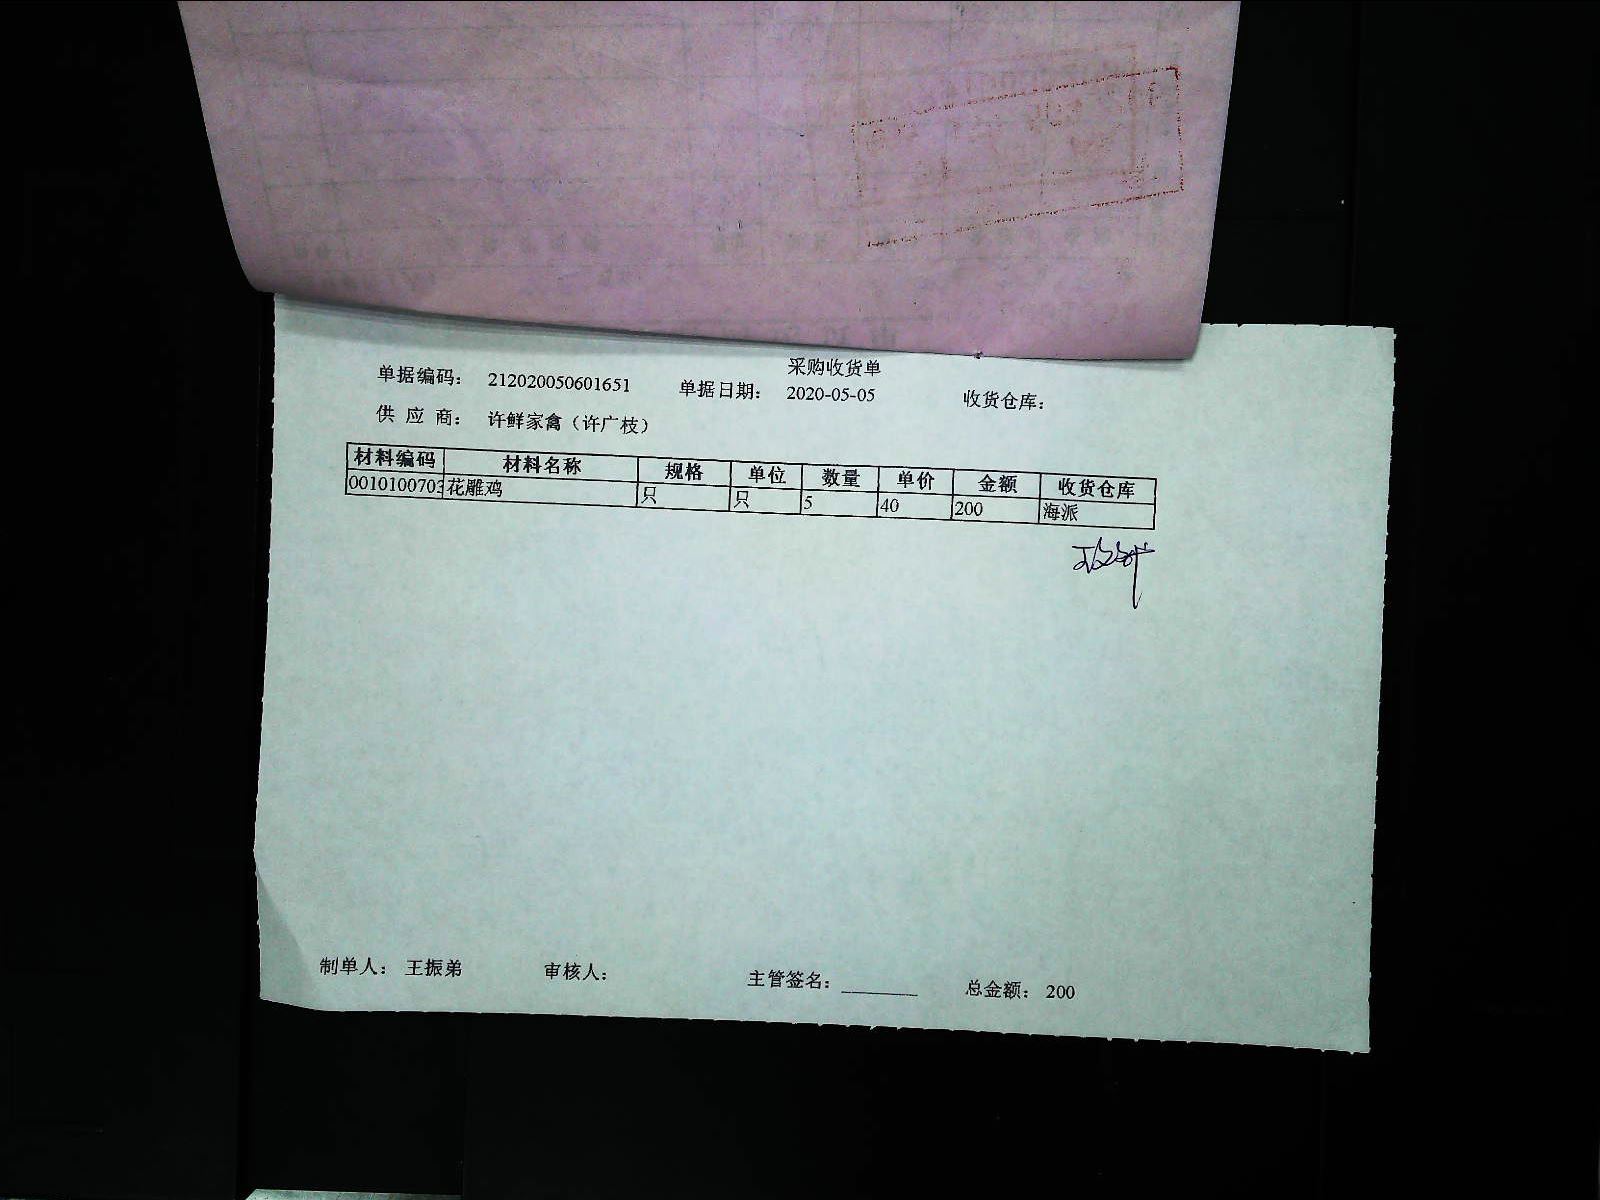 采购收货单
单据编码： 212020050601651 单据日期： 2020-05-05 收货仓库：
供 应 商： 许鲜家禽（许广枝）
材料编码 材料名称 规格 单位 数量 单价 金额 收货仓库
0010100703 花雕鸡 只 只 5 40 200 海派
制单人： 王振弟 审核人： 主管签名： 总金额： 200